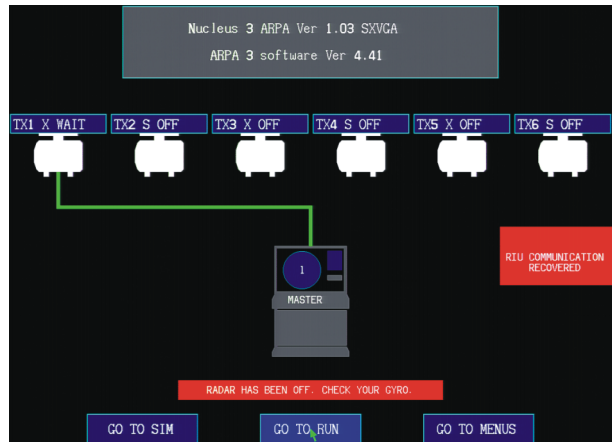 Nucleus 3 ARPA Ver 1.03 SXVGA
ARPA 3 software Ver 4.41
TX1 X WAIT
TX2 S OFF
TX3 X OFF
TX4 S OFF
TX5 X OFF
TX6 S OFF
RIU COMMUNICATION
RECOVERED
1
MASTER
RADAR HAS BEEN OFF. CHECK YOUR GYRO.
GO TO SIM
GO TO RUN
GO TO MENUS